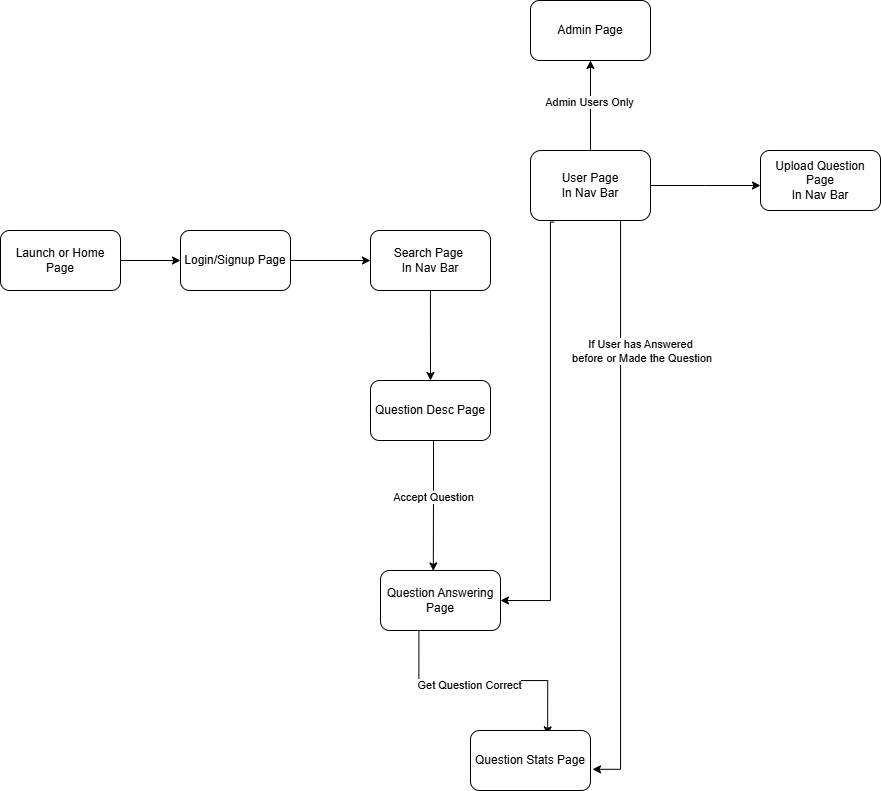 Admin Page
Admin Users Only
User Page
In Nav Bar
Upload Question
Page
In Nav Bar
Launch or Home
Page
Login/Signup Page
Search Page
In Nav Bar
If User has Answered
before or Made the Question
Question Desc Page
Accept Question
Question Answering
Page
Get Question Correct
Question Stats Page